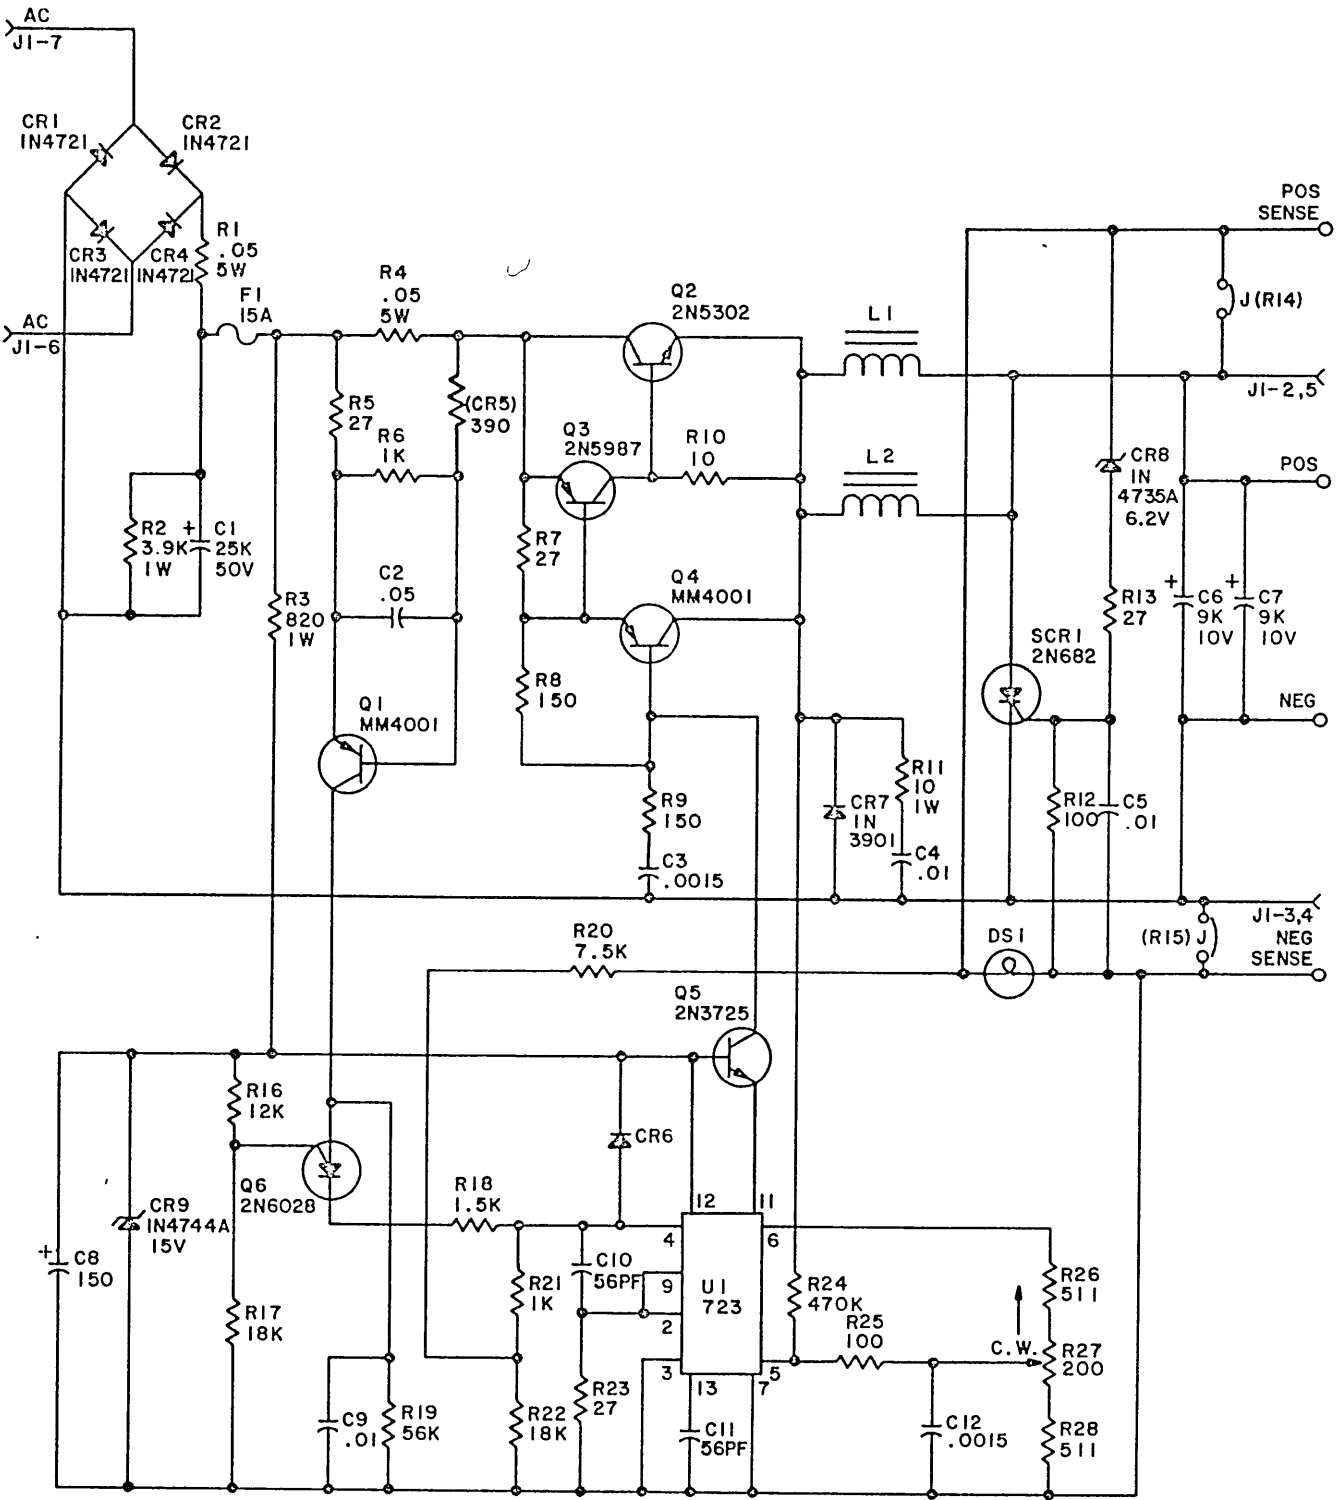 AC
J1-7
CR1
1N4721
CR2
1N4721
CR3
1N4721
CR4
1N4721
R1
.05
5W
AC
J1-6
F1
15A
R4
.05
5W
Q2
2N5302
L1
POS
SENSE
J(R14)
J1-2,5
R5
27
(CR5)
390
R6
1K
Q3
2N5987
R10
10
L2
CR8
1N
4735A
6.2V
POS
R2
3.9K
1W
+
C1
25K
50V
R7
27
C2
.05
Q4
MM4001
R3
820
1W
R13
27
+
C6
9K
10V
+
C7
9K
10V
SCR1
2N682
R8
150
Q1
MM4001
NEG
R11
10
1W
R9
150
CR7
1N
3901
R12
100
C5
.01
C3
.0015
C4
.01
J1-3,4
(R15) J
NEG
SENSE
R20
7.5K
DS1
Q5
2N3725
R16
12K
CR6
Q6
2N6028
R18
1.5K
12
11
CR9
1N4744A
15V
+
C8
150
4
6
C10
56PF
9
U1
723
R21
1K
R24
470K
R26
511
R17
18K
2
R25
100
C.W.
R27
200
3
5
13
7
C9
.01
R19
56K
R22
18K
R23
27
C11
56PF
C12
.0015
R28
511